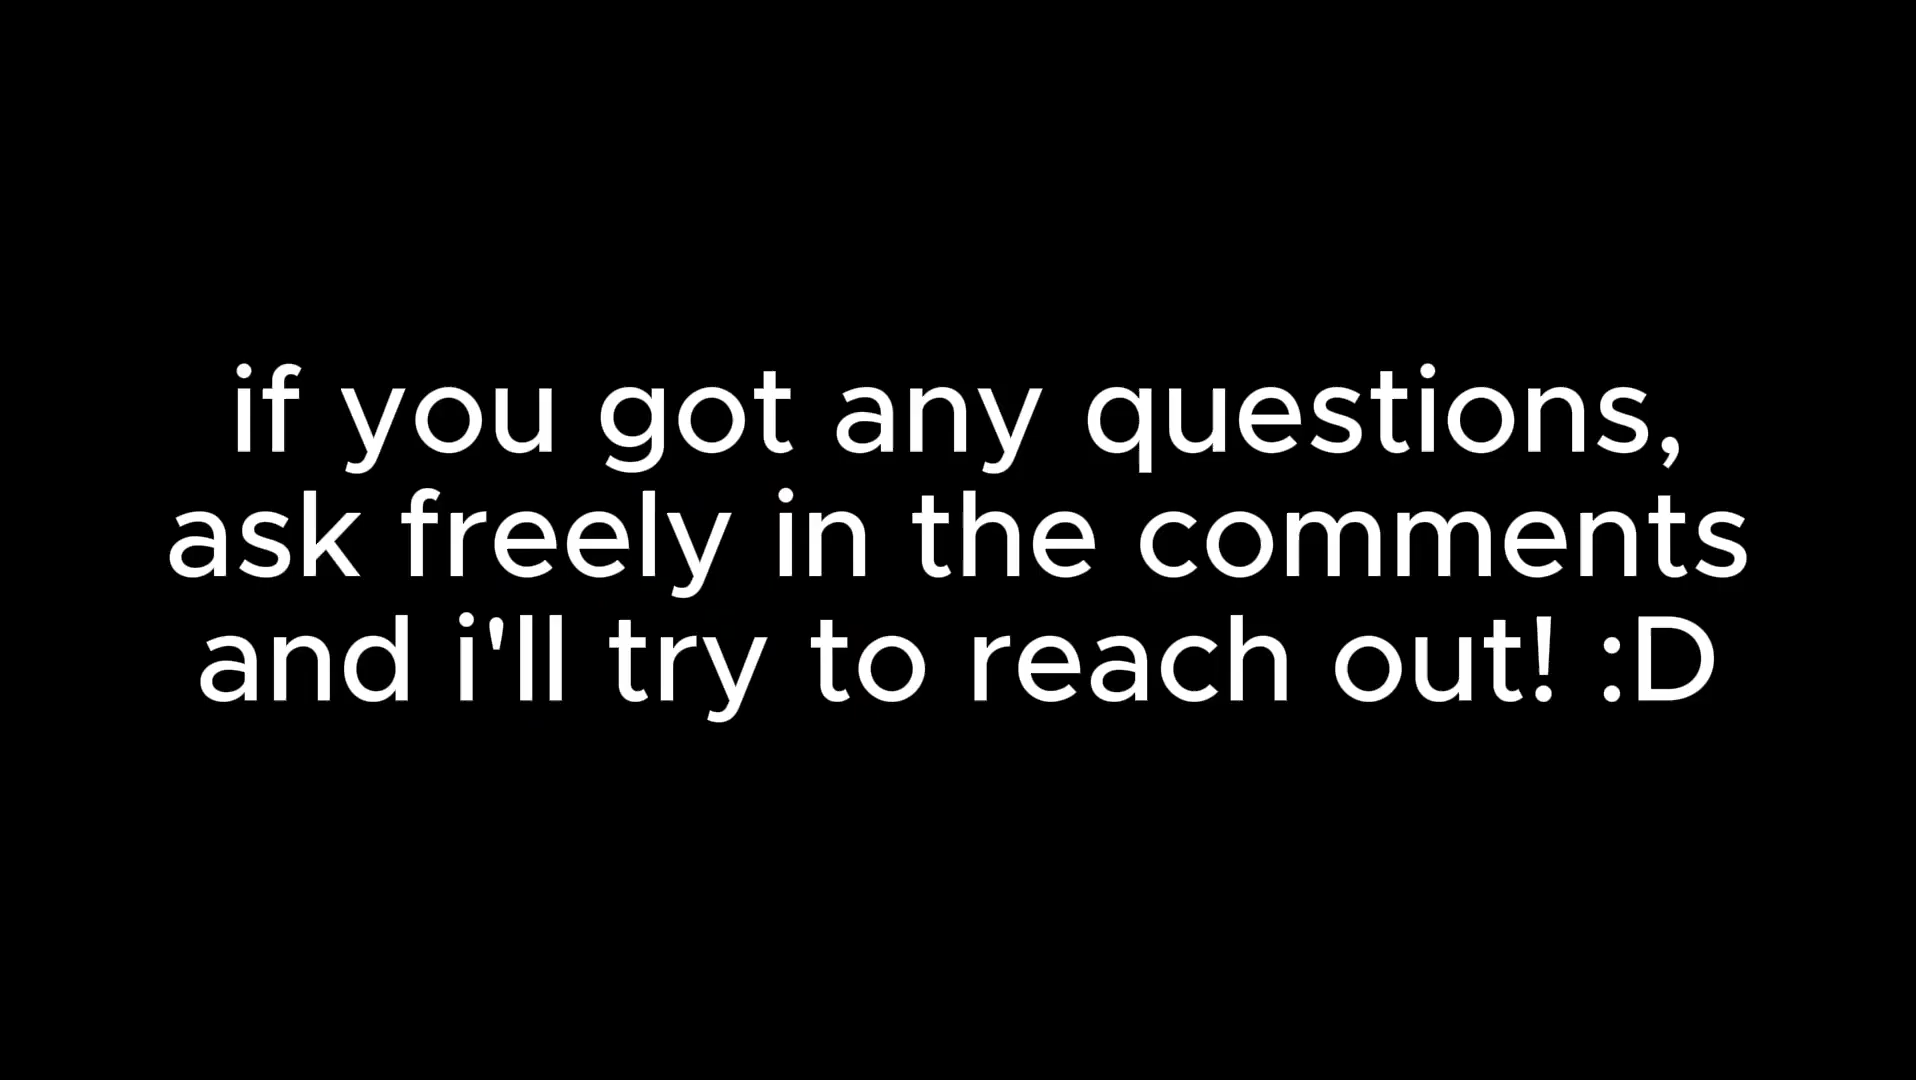 if you got any questions,
ask freely in the comments
and i'll try to reach out! :D